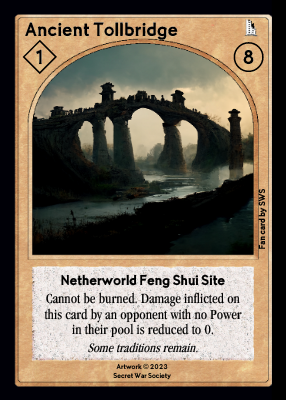 Ancient Tollbridge
1
8
Fan card by SWS
Netherworld Feng Shui Site
Cannot be burned. Damage inflicted on
this card by an opponent with no Power
in their pool is reduced to 0.
Some traditions remain.
Artwork © 2023
Secret War Society